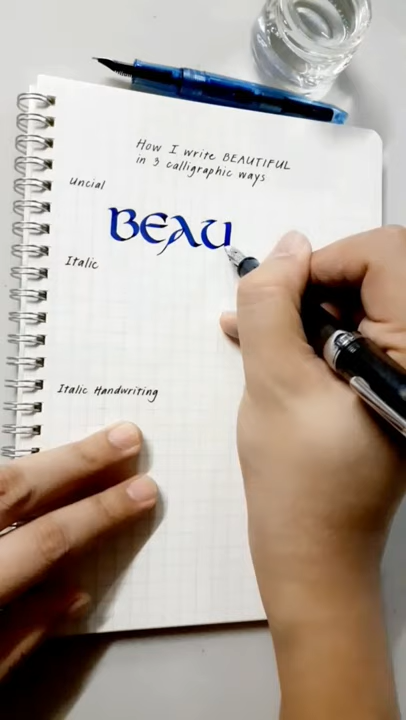 How I write BEAUTIFUL
in 3 calligraphic ways
Uncial
BEAU
Italic
Italic Handwriting